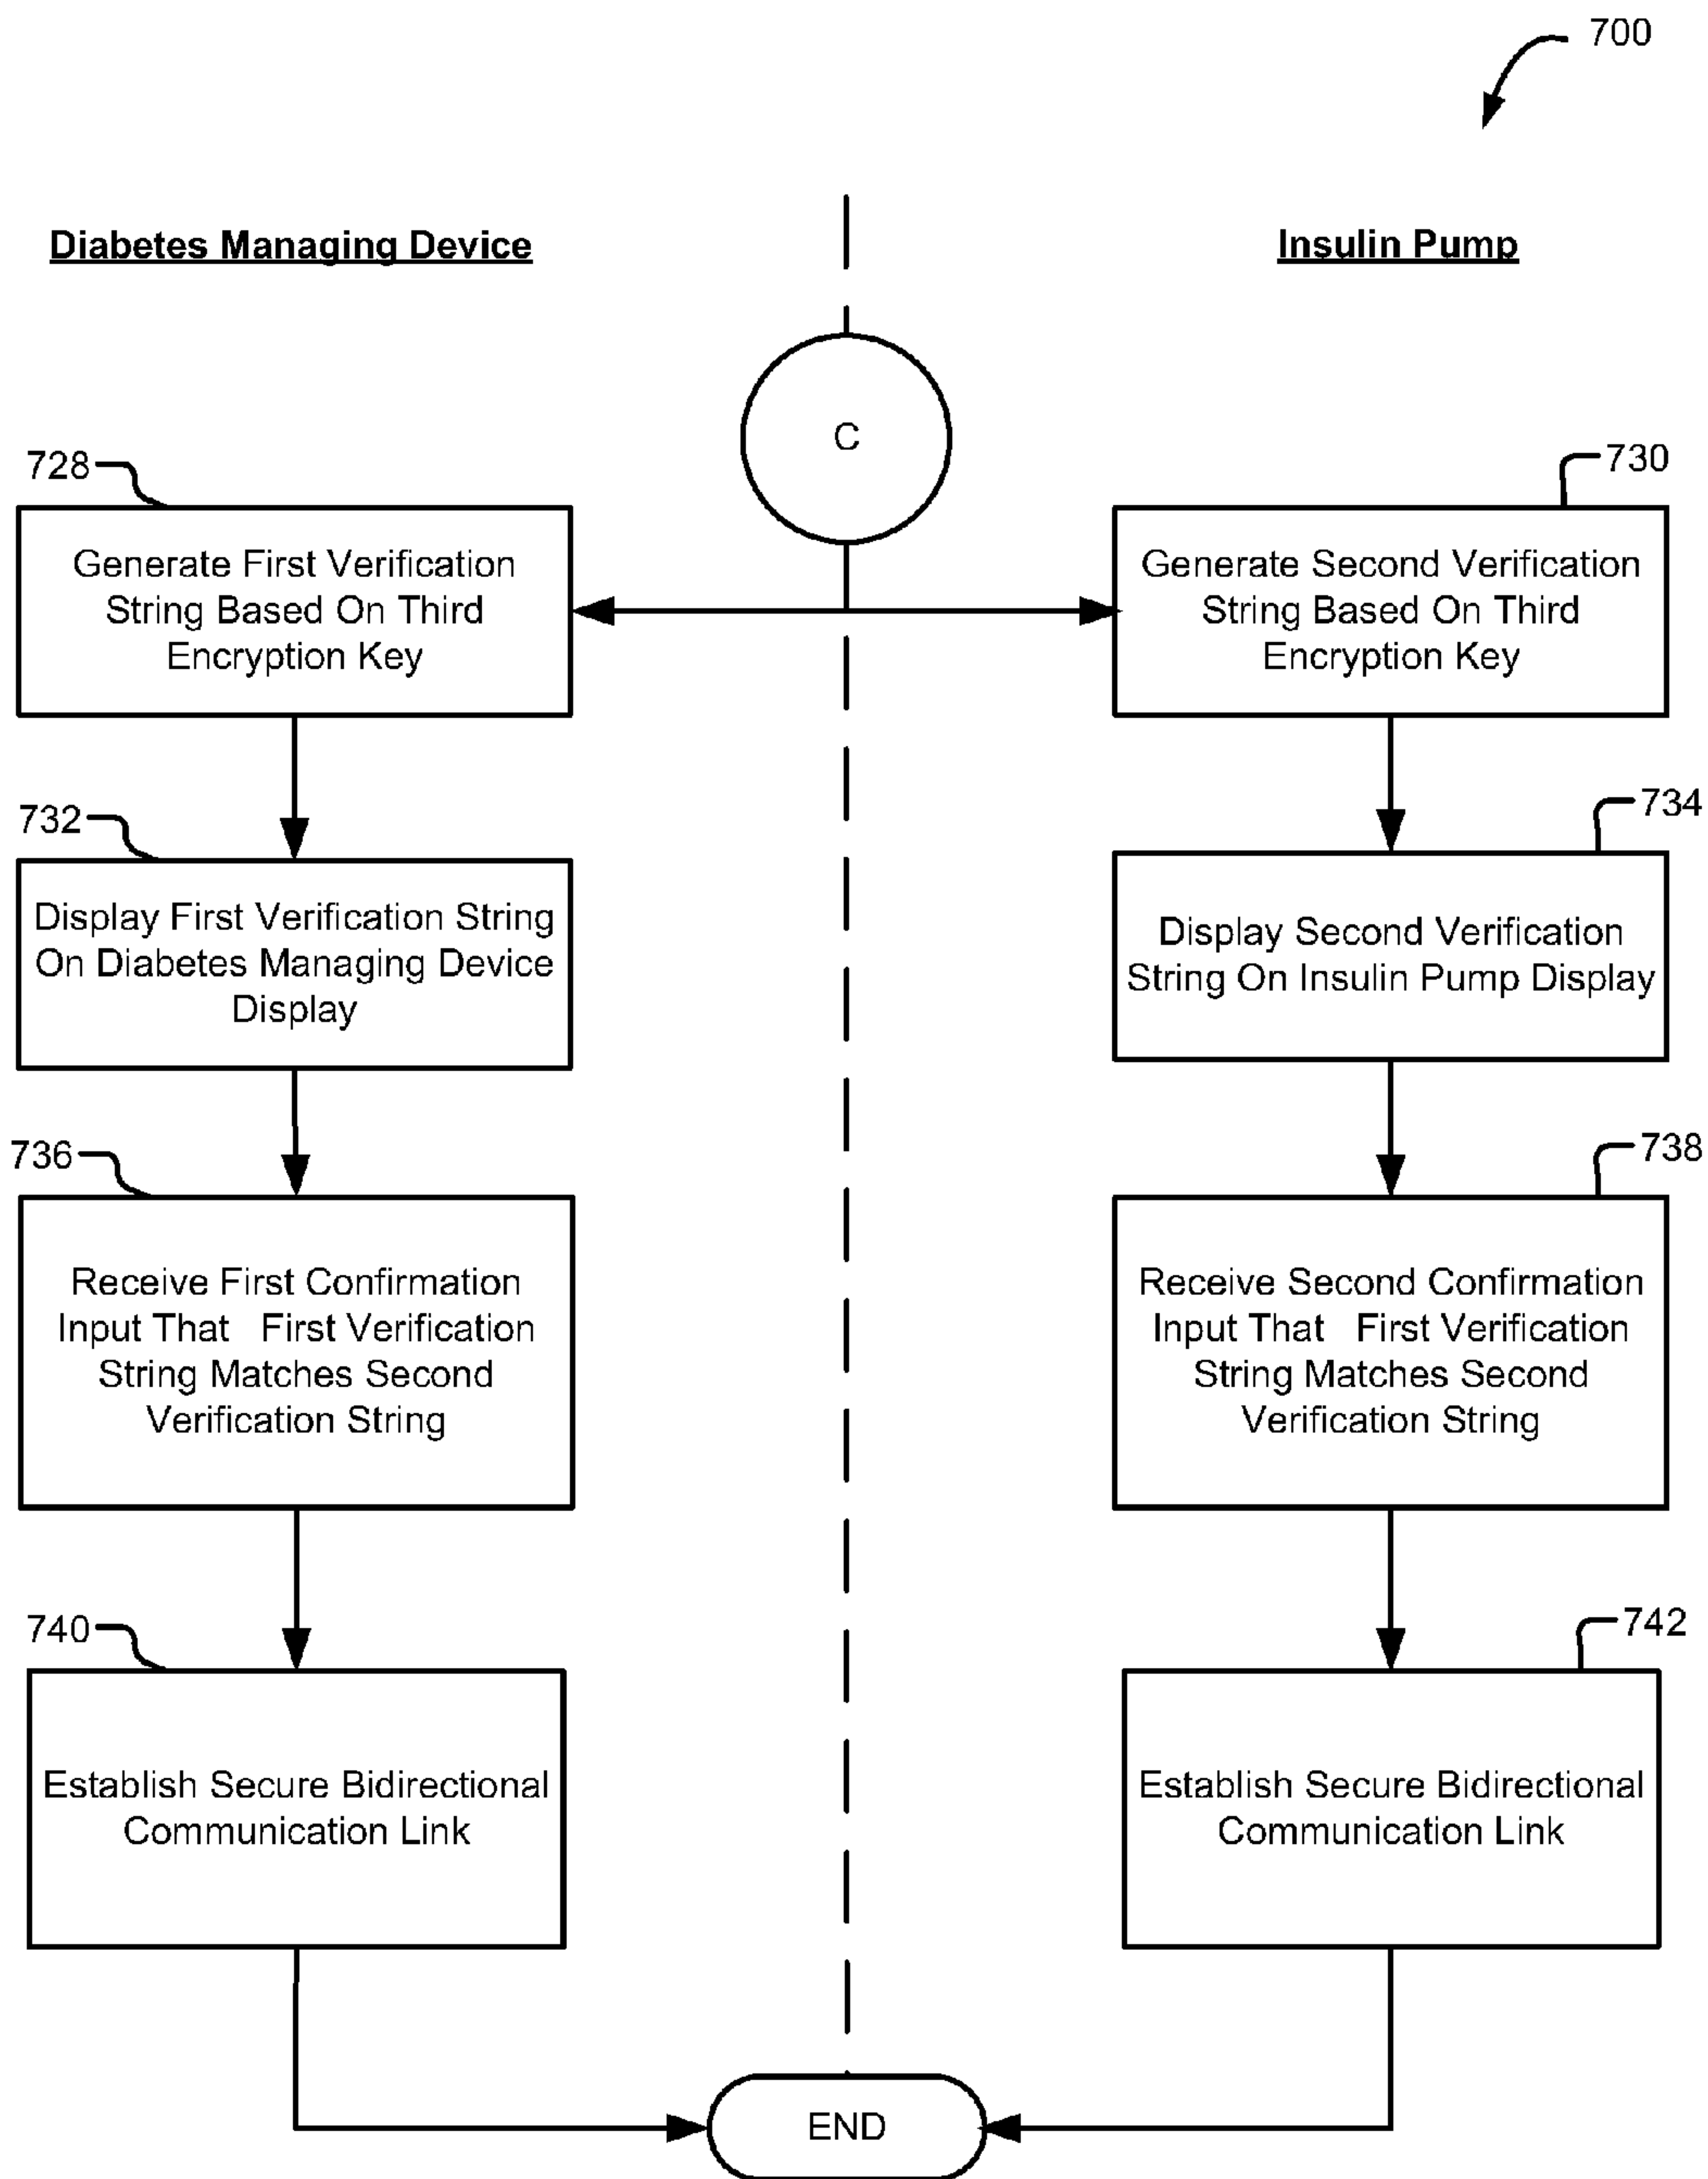 700
Diabetes Managing Device
Insulin Pump
C
728
730
Generate First Verification
String Based On Third
Encryption Key
Generate Second Verification
String Based On Third
Encryption Key
732
734
Display First Verification String
On Diabetes Managing Device
Display
Display Second Verification
String On Insulin Pump Display
736
738
Receive First Confirmation
Input That First Verification
String Matches Second
Verification String
Receive Second Confirmation
Input That First Verification
String Matches Second
Verification String
740
742
Establish Secure Bidirectional
Communication Link
Establish Secure Bidirectional
Communication Link
END